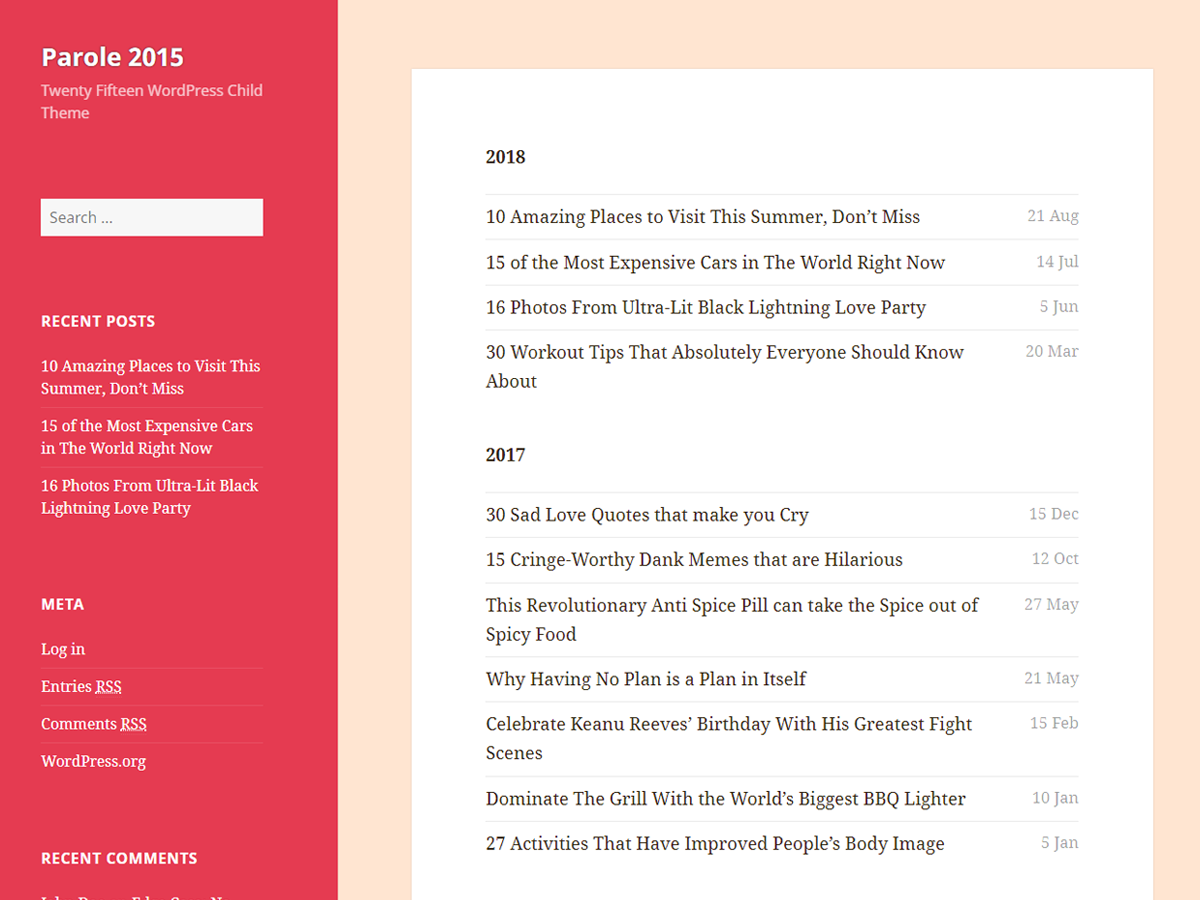 Parole 2015
Twenty Fifteen WordPress Child
Theme
Search ...
RECENT POSTS
10 Amazing Places to Visit This
Summer, Don’t Miss
15 of the Most Expensive Cars
in The World Right Now
16 Photos From Ultra-Lit Black
Lightning Love Party
META
Log in
Entries RSS
Comments RSS
WordPress.org
RECENT COMMENTS
2018
10 Amazing Places to Visit This Summer, Don’t Miss 21 Aug
15 of the Most Expensive Cars in The World Right Now 14 Jul
16 Photos From Ultra-Lit Black Lightning Love Party 5 Jun
30 Workout Tips That Absolutely Everyone Should Know 20 Mar
About
2017
30 Sad Love Quotes that make you Cry 15 Dec
15 Cringe-Worthy Dank Memes that are Hilarious 12 Oct
This Revolutionary Anti Spice Pill can take the Spice out of 27 May
Spicy Food
Why Having No Plan is a Plan in Itself 21 May
Celebrate Keanu Reeves’ Birthday With His Greatest Fight 15 Feb
Scenes
Dominate The Grill With the World’s Biggest BBQ Lighter 10 Jan
27 Activities That Have Improved People’s Body Image 5 Jan